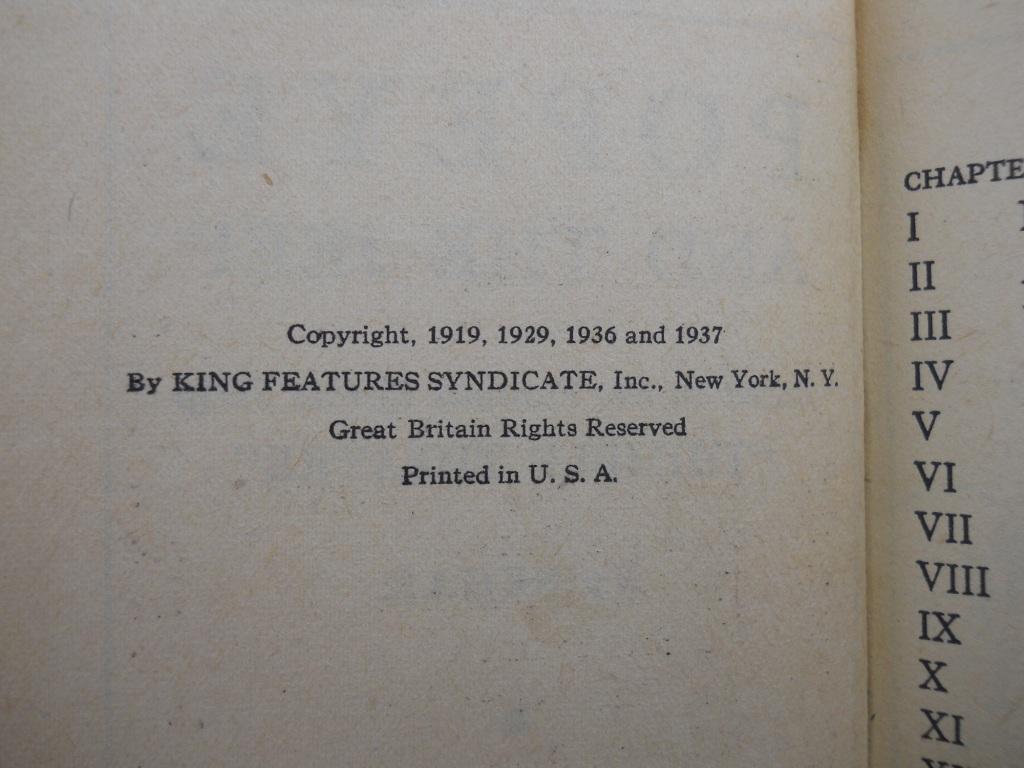 Copyright, 1919, 1929, 1936 and 1937
By KING FEATURES SYNDICATE, Inc., New York, N. Y.
Great Britain Rights Reserved
Printed in U. S. A.
I
II
III
IV
V
VI
VII
VIII
IX
X
XI